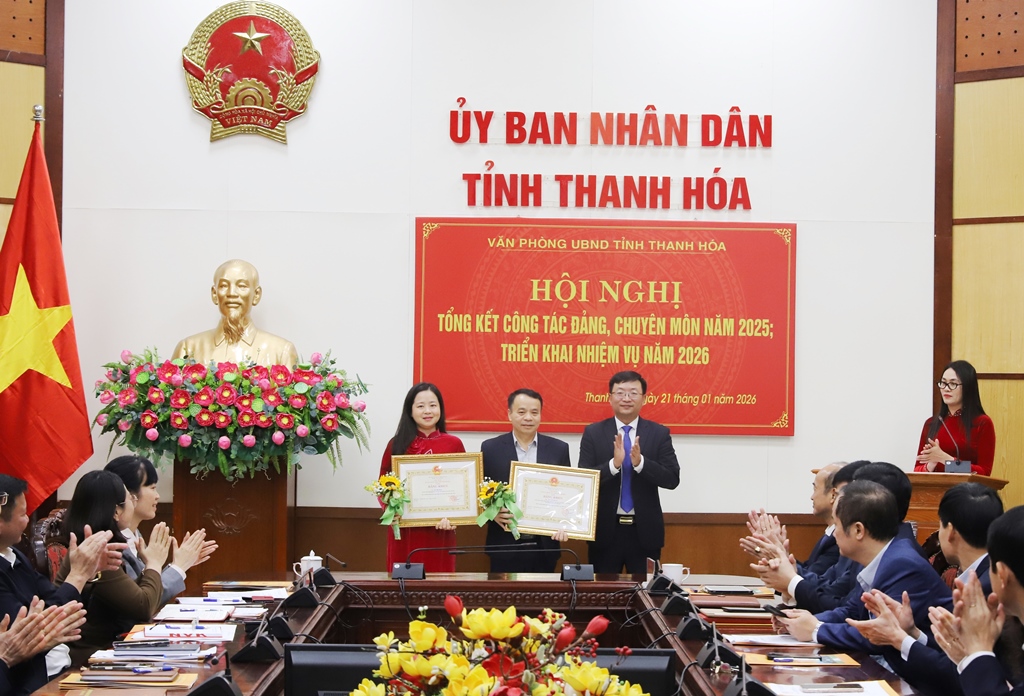 ỦY BAN NHÂN DÂN
TỈNH THANH HÓA
VĂN PHÒNG UBND TỈNH THANH HÓA
HỘI NGHỊ
TỔNG KẾT CÔNG TÁC ĐẢNG, CHUYÊN MÔN NĂM 2025;
TRIỂN KHAI NHIỆM VỤ NĂM 2026
Thanh ngày 21 tháng 01 năm 2026
VIỆT NAM